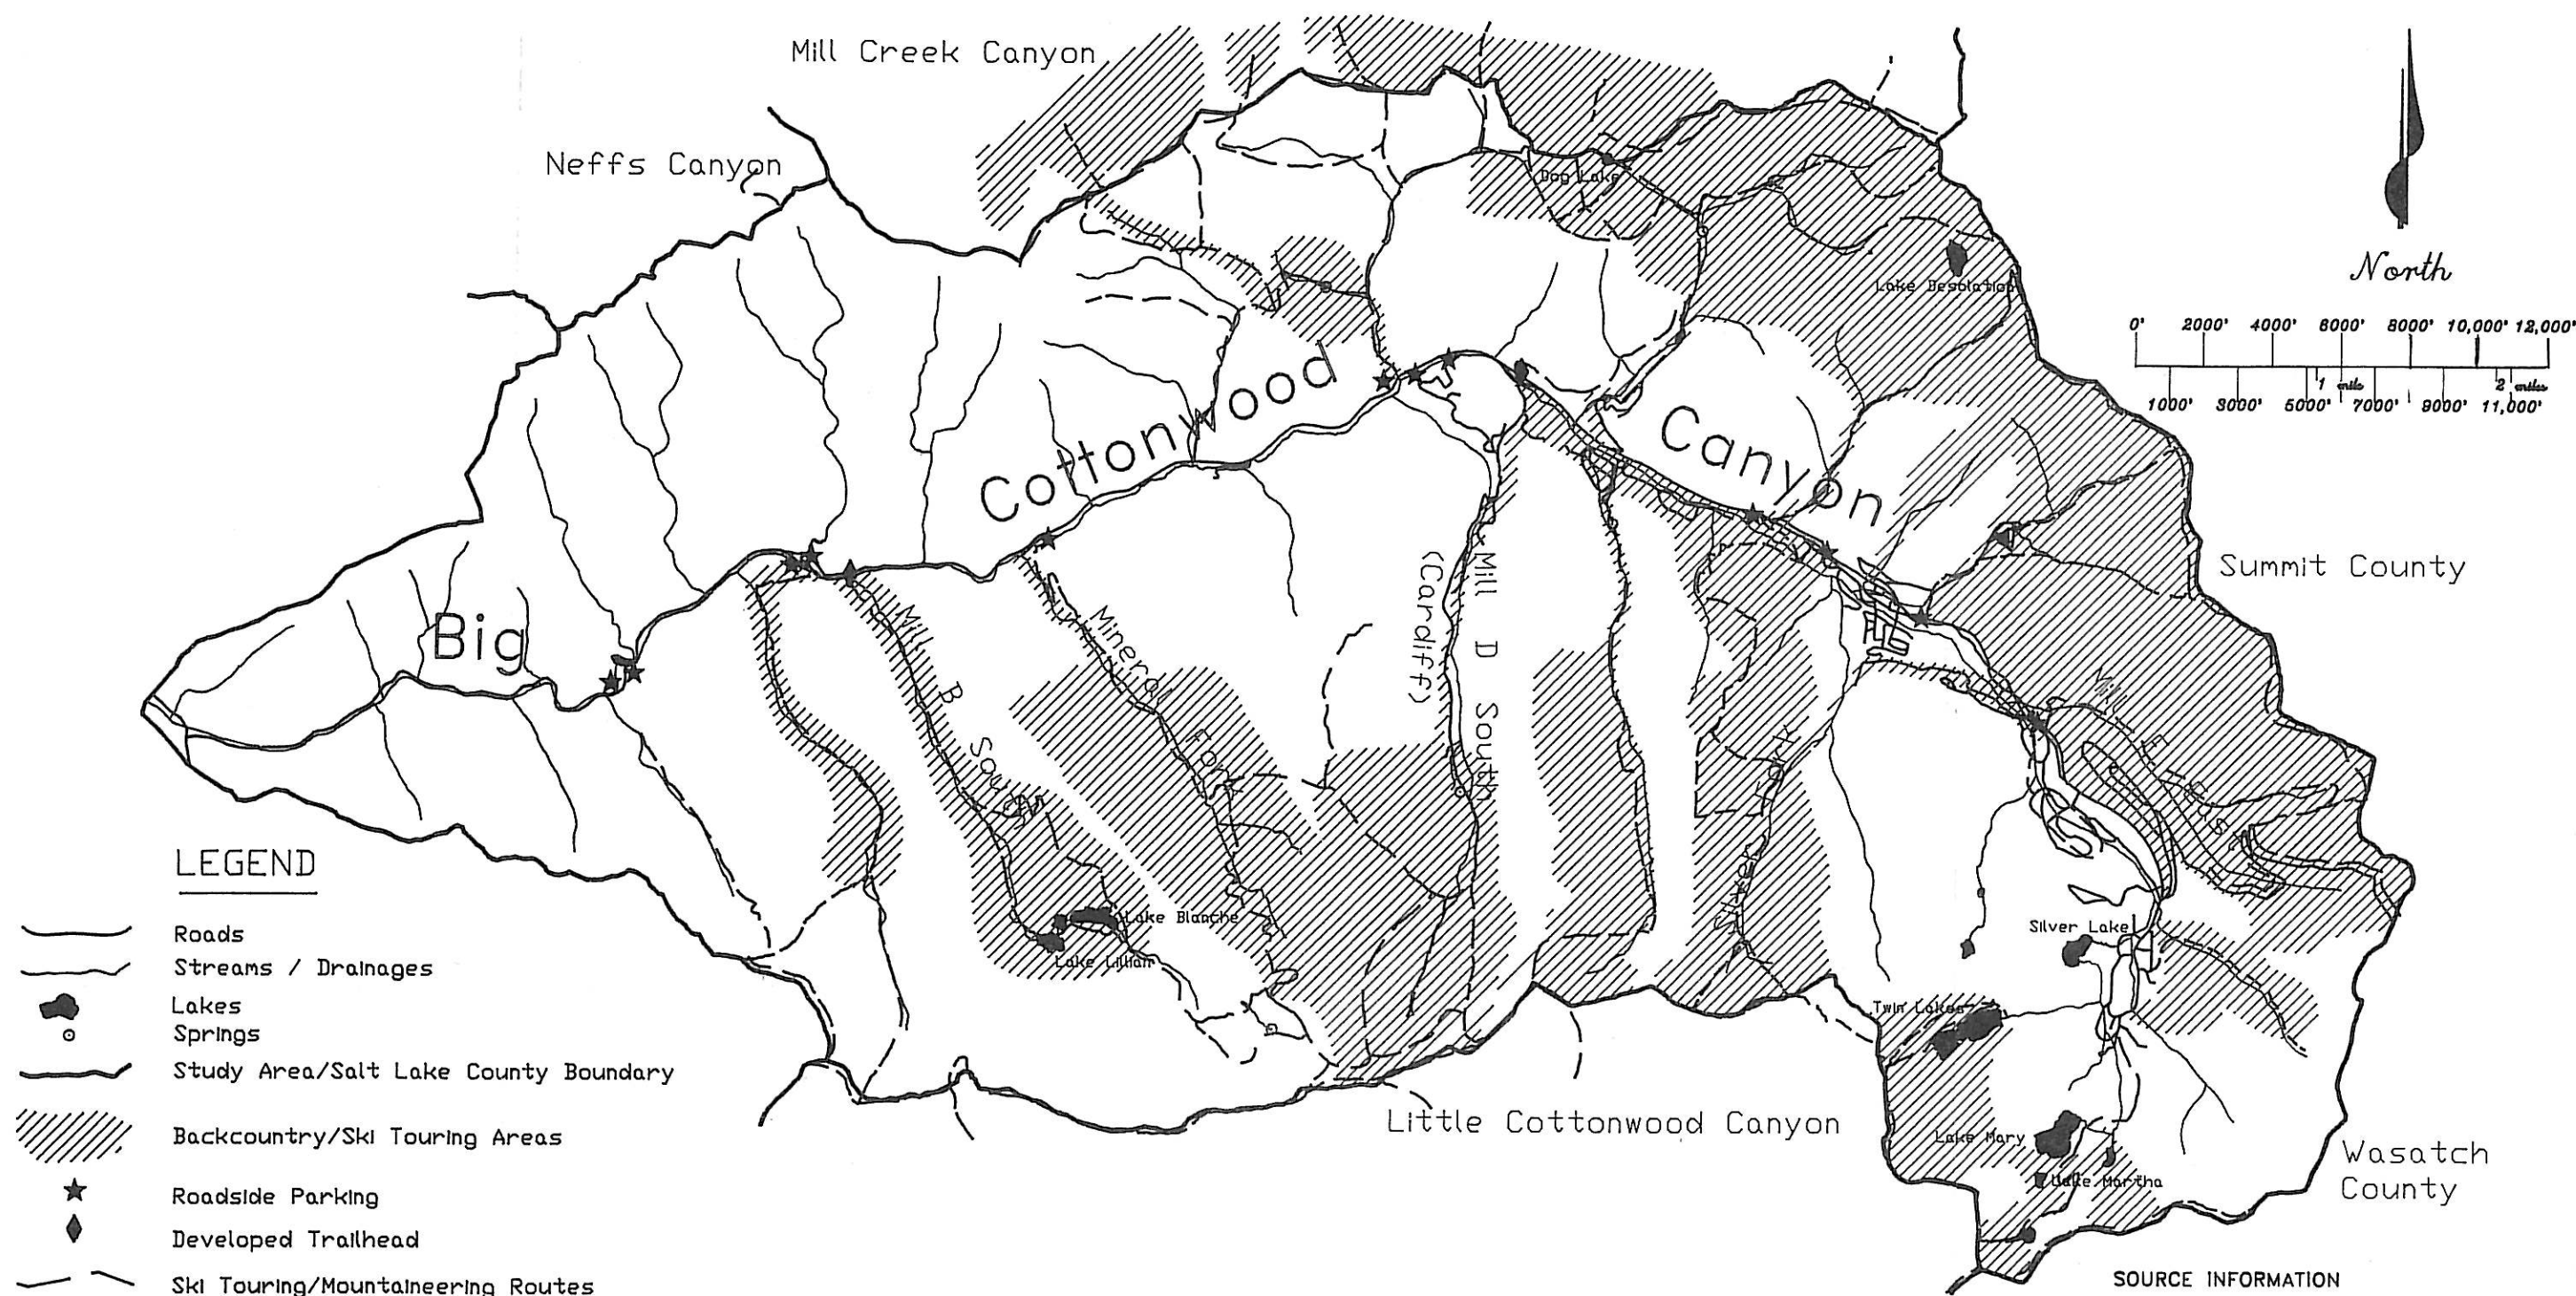 Mill Creek Canyon
Neffs Canyon
Dog Lake
Lake Desolation
North
0' 2000' 4000' 6000' 8000' 10,000' 12,000'
1 mile 2 miles
1000' 3000' 5000' 7000' 9000' 11,000'
Big Cottonwood Canyon
Summit County
(Cardiff)
Mill D South
Mineral Fork
Mill B South
Silver Fork
Mill F East
Lake Blanche
Lake Lillian
Silver Lake
Twin Lakes
Lake Mary
Lake Martha
Little Cottonwood Canyon
Wasatch
County
LEGEND
Roads
Streams / Drainages
Lakes
Springs
Study Area/Salt Lake County Boundary
Backcountry/Ski Touring Areas
Roadside Parking
Developed Trailhead
Ski Touring/Mountaineering Routes
SOURCE INFORMATION